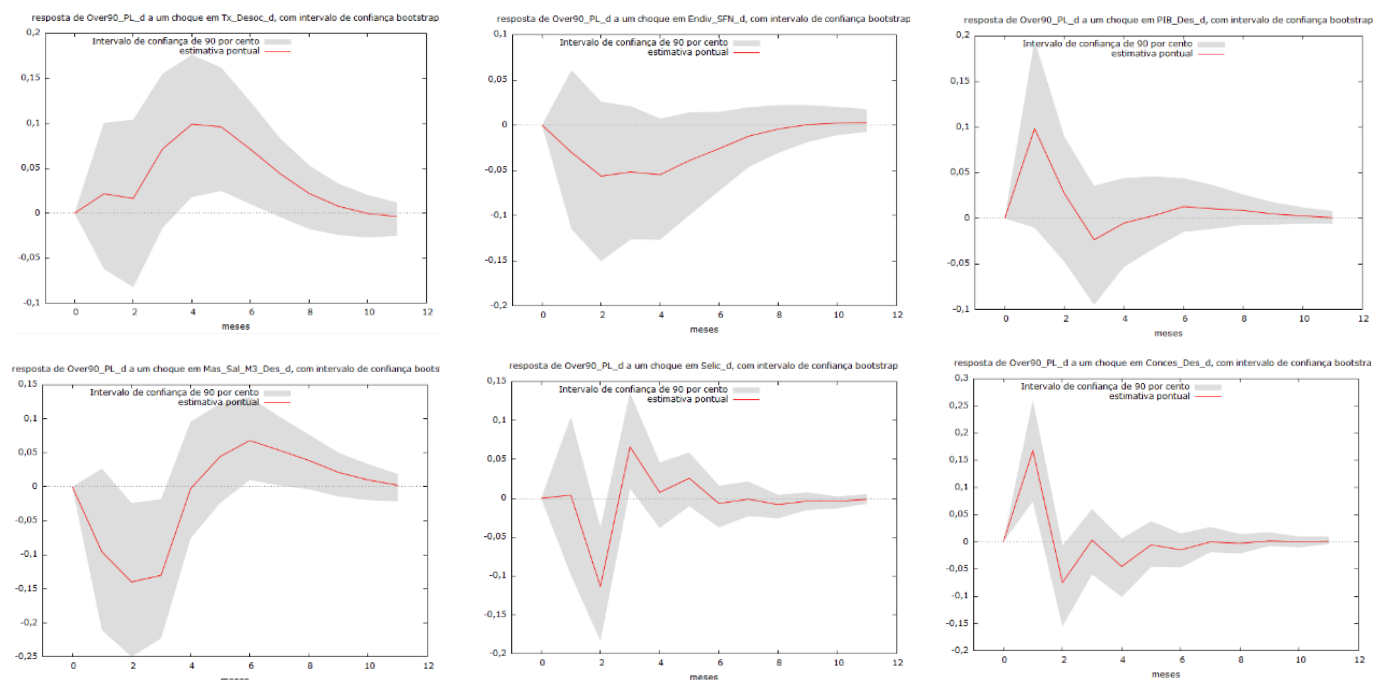 resposta de Over90_PL_d a um choque em Tx_Desoc_d, com intervalo de confiança bootstrap
Intervalo de confiança de 90 por cento
estimativa pontual
0,2
0,15
0,1
0,05
0
-0,05
-0,1
0 2 4 6 8 10 12
meses
resposta de Over90_PL_d a um choque em Endiv_SFN_d, com intervalo de confiança bootstrap
Intervalo de confiança de 90 por cento
estimativa pontual
0,1
0,05
0
-0,05
-0,1
-0,15
-0,2
0 2 4 6 8 10 12
meses
resposta de Over90_PL_d a um choque em PIB_Des_d, com intervalo de confiança bootstrap
Intervalo de confiança de 90 por cento
estimativa pontual
0,2
0,15
0,1
0,05
0
-0,05
-0,1
0 2 4 6 8 10 12
meses
resposta de Over90_PL_d a um choque em Mas_Sal_M3_Des_d, com intervalo de confiança boots
Intervalo de confiança de 90 por cento
estimativa pontual
0,15
0,1
0,05
0
-0,05
-0,1
-0,15
-0,2
-0,25
0 2 4 6 8 10 12
meses
resposta de Over90_PL_d a um choque em Selic_d, com intervalo de confiança bootstrap
Intervalo de confiança de 90 por cento
estimativa pontual
0,15
0,1
0,05
0
-0,05
-0,1
-0,15
-0,2
0 2 4 6 8 10 12
meses
resposta de Over90_PL_d a um choque em Conces_Des_d, com intervalo de confiança bootstra
Intervalo de confiança de 90 por cento
estimativa pontual
0,3
0,25
0,2
0,15
0,1
0,05
0
-0,05
-0,1
-0,15
-0,2
0 2 4 6 8 10 12
meses